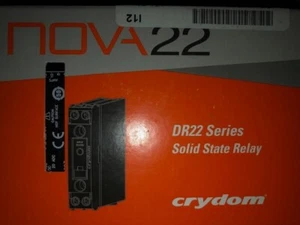 112
NOVA22
DR22 Series
Solid State Relay
crydom